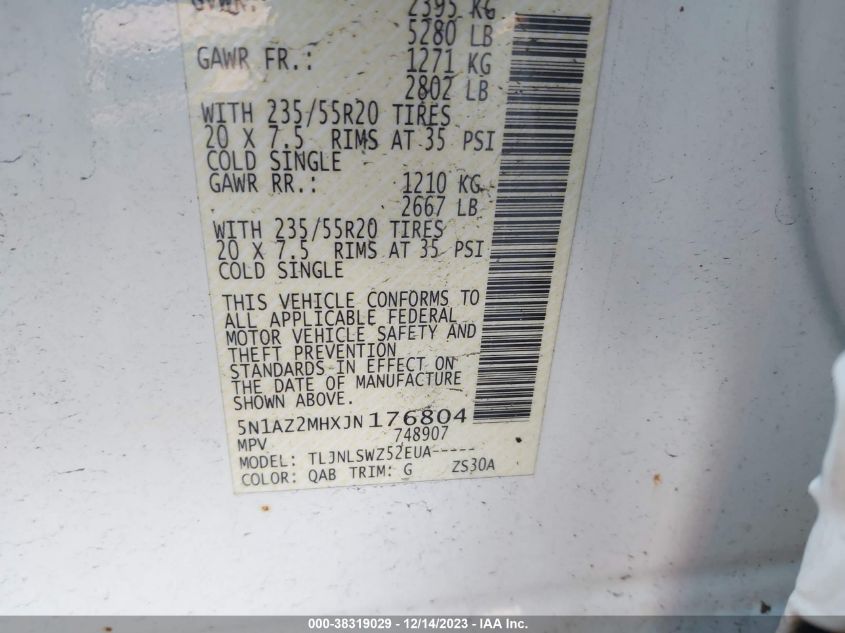 GVWR: 2395 KG
5280 LB
GAWR FR.: 1271 KG
2802 LB
WITH 235/55R20 TIRES
20 X 7.5 RIMS AT 35 PSI
COLD SINGLE
GAWR RR.: 1210 KG
2667 LB
WITH 235/55R20 TIRES
20 X 7.5 RIMS AT 35 PSI
COLD SINGLE
THIS VEHICLE CONFORMS TO
ALL APPLICABLE FEDERAL
MOTOR VEHICLE SAFETY AND
THEFT PREVENTION
STANDARDS IN EFFECT ON
THE DATE OF MANUFACTURE
SHOWN ABOVE.
5N1AZ2MHXJN176804
MPV 748907
MODEL: TLJNLSWZ52EUA-----
COLOR: QAB TRIM: G ZS30A
000-38319029 - 12/14/2023 - IAA Inc.